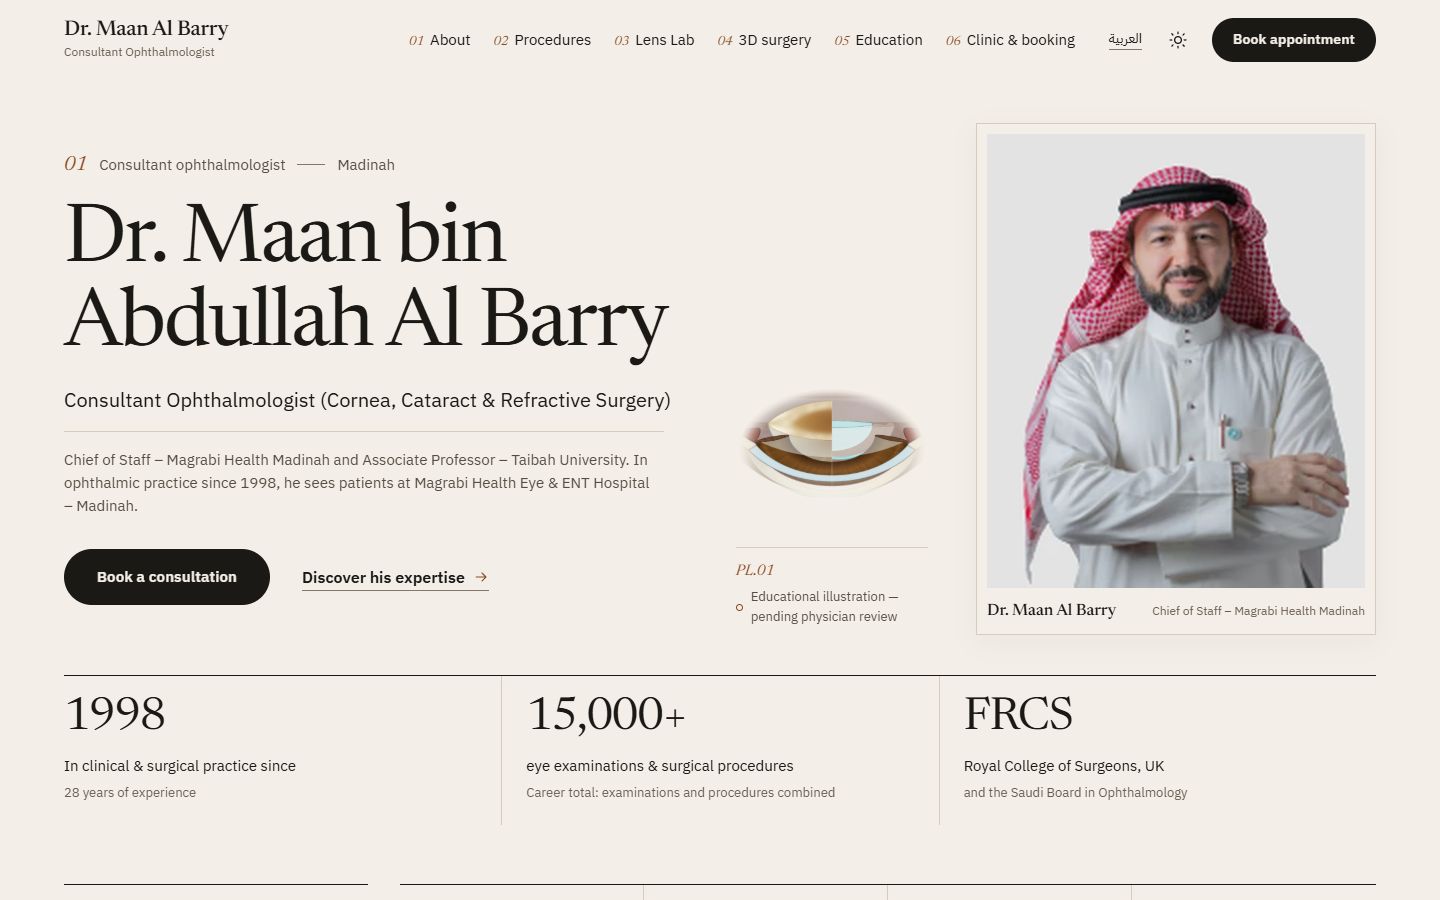 Dr. Maan Al Barry
Consultant Ophthalmologist
01 About
02 Procedures
03 Lens Lab
04 3D surgery
05 Education
06 Clinic & booking
العربية
Book appointment
01 Consultant ophthalmologist — Madinah
Dr. Maan bin
Abdullah Al Barry
Consultant Ophthalmologist (Cornea, Cataract & Refractive Surgery)
Chief of Staff – Magrabi Health Madinah and Associate Professor – Taibah University. In
ophthalmic practice since 1998, he sees patients at Magrabi Health Eye & ENT Hospital
– Madinah.
Book a consultation
Discover his expertise →
PL.01
Educational illustration —
pending physician review
Dr. Maan Al Barry
Chief of Staff – Magrabi Health Madinah
1998
In clinical & surgical practice since
28 years of experience
15,000+
eye examinations & surgical procedures
Career total: examinations and procedures combined
FRCS
Royal College of Surgeons, UK
and the Saudi Board in Ophthalmology